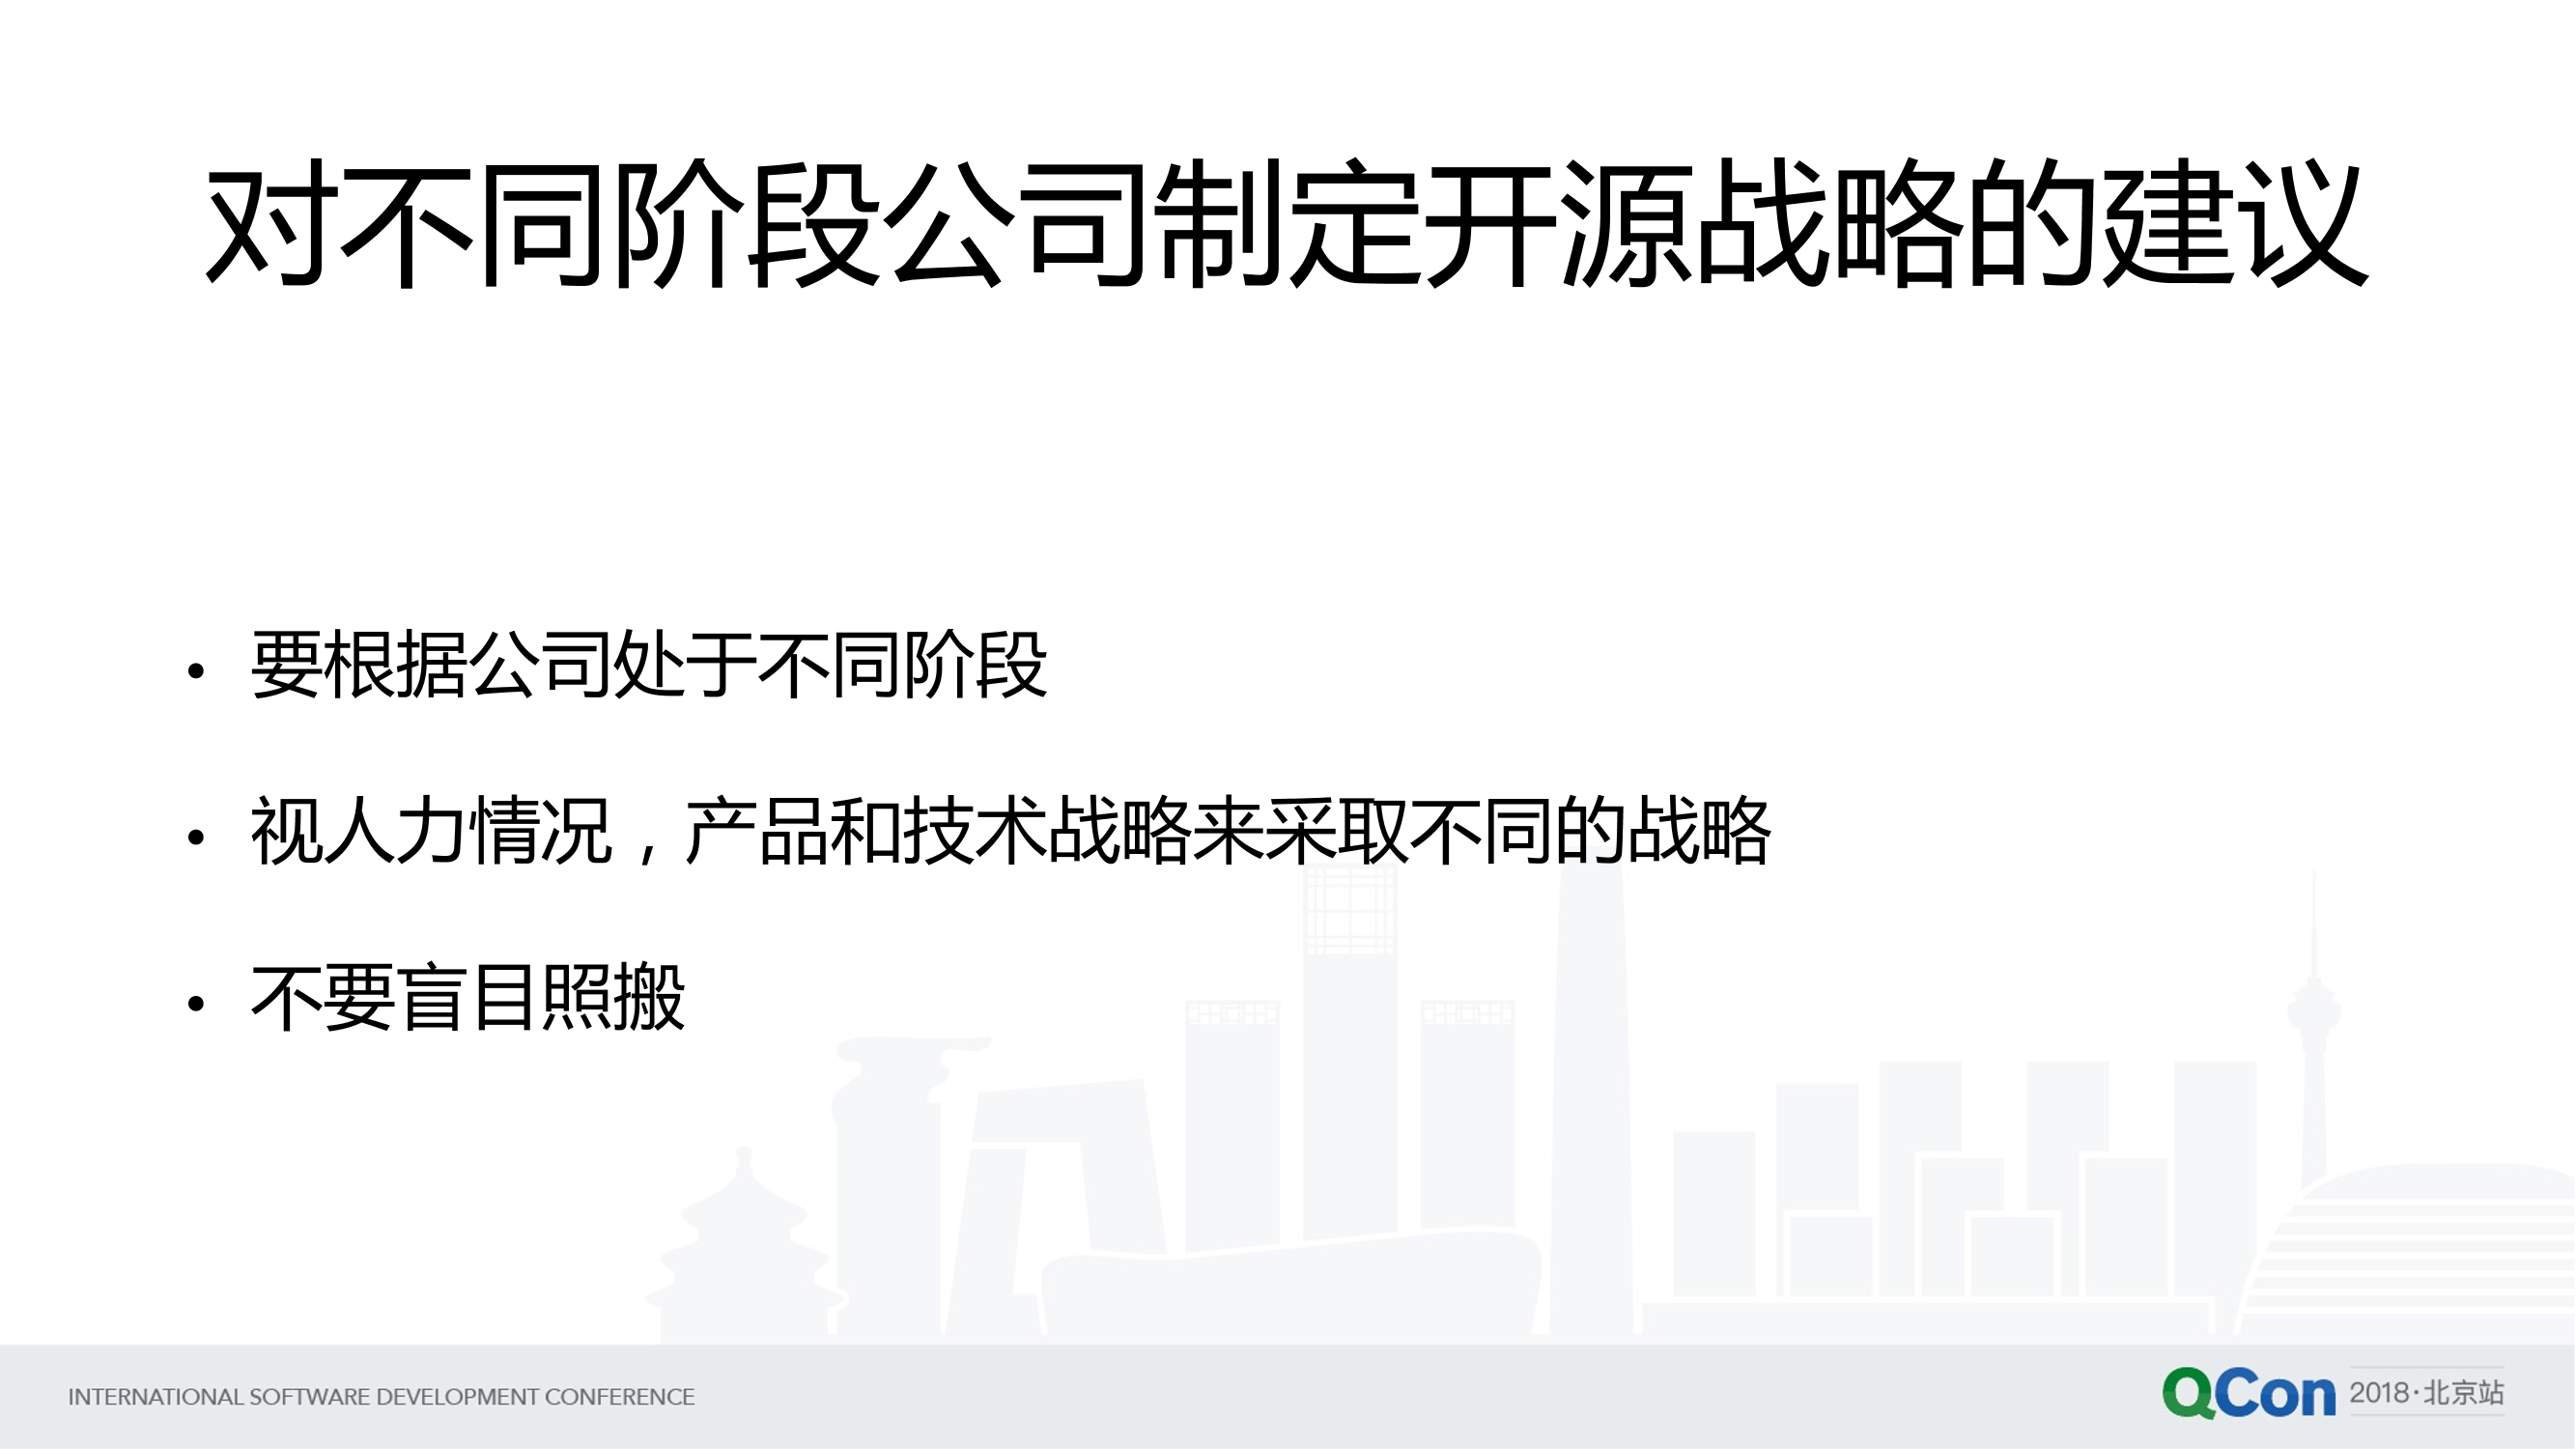 对不同阶段公司制定开源战略的建议
• 要根据公司处于不同阶段
• 视人力情况，产品和技术战略来采取不同的战略
• 不要盲目照搬
INTERNATIONAL SOFTWARE DEVELOPMENT CONFERENCE
QCon 2018·北京站